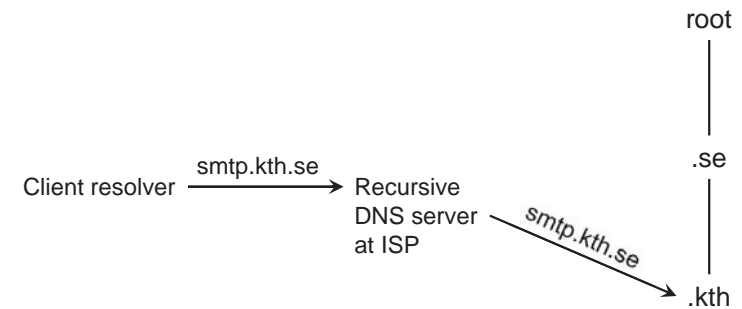 root
.se
smtp.kth.se
Client resolver
Recursive
DNS server
at ISP
smtp.kth.se
.kth